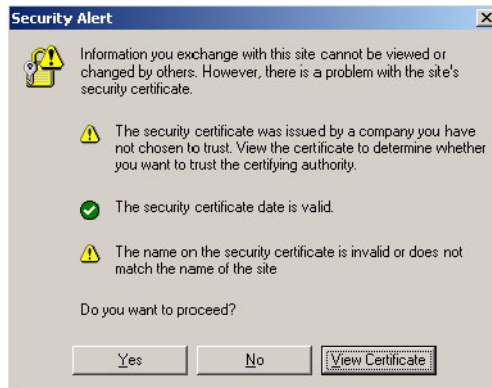 Security Alert
Information you exchange with this site cannot be viewed or
changed by others. However, there is a problem with the site's
security certificate.
The security certificate was issued by a company you have
not chosen to trust. View the certificate to determine whether
you want to trust the certifying authority.
The security certificate date is valid.
The name on the security certificate is invalid or does not
match the name of the site
Do you want to proceed?
Yes No View Certificate